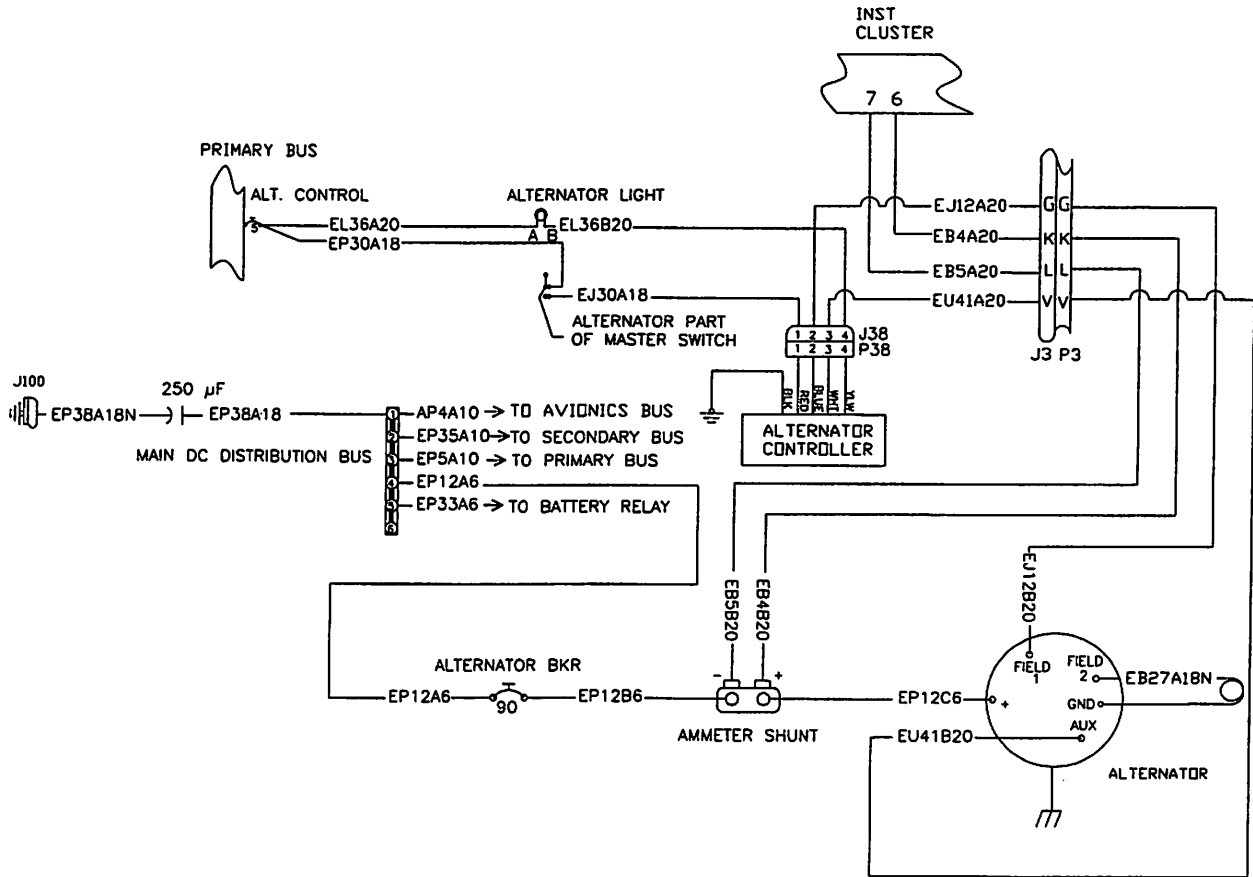 INST
CLUSTER
7 6
PRIMARY BUS
ALT. CONTROL
5
EL36A20
EP30A18
ALTERNATOR LIGHT
A B
EL36B20
EJ30A18
ALTERNATOR PART
OF MASTER SWITCH
EJ12A20
EB4A20
EB5A20
EU41A20
G G
K K
L L
V V
J3 P3
1 2 3 4
1 2 3 4
J38
P38
BLK
RED
BLUE
WHT
YLW
ALTERNATOR
CONTROLLER
J100
EP38A18N
250 µF
EP38A18
MAIN DC DISTRIBUTION BUS
1
2
3
4
5
6
AP4A10 → TO AVIONICS BUS
EP35A10 → TO SECONDARY BUS
EP5A10 → TO PRIMARY BUS
EP12A6
EP33A6 → TO BATTERY RELAY
EB5B20
EB4B20
EJ12B20
ALTERNATOR BKR
EP12A6
90
EP12B6
- +
AMMETER SHUNT
EP12C6
EU41B20
FIELD
1
FIELD
2
+
GND
AUX
EB27A18N
ALTERNATOR